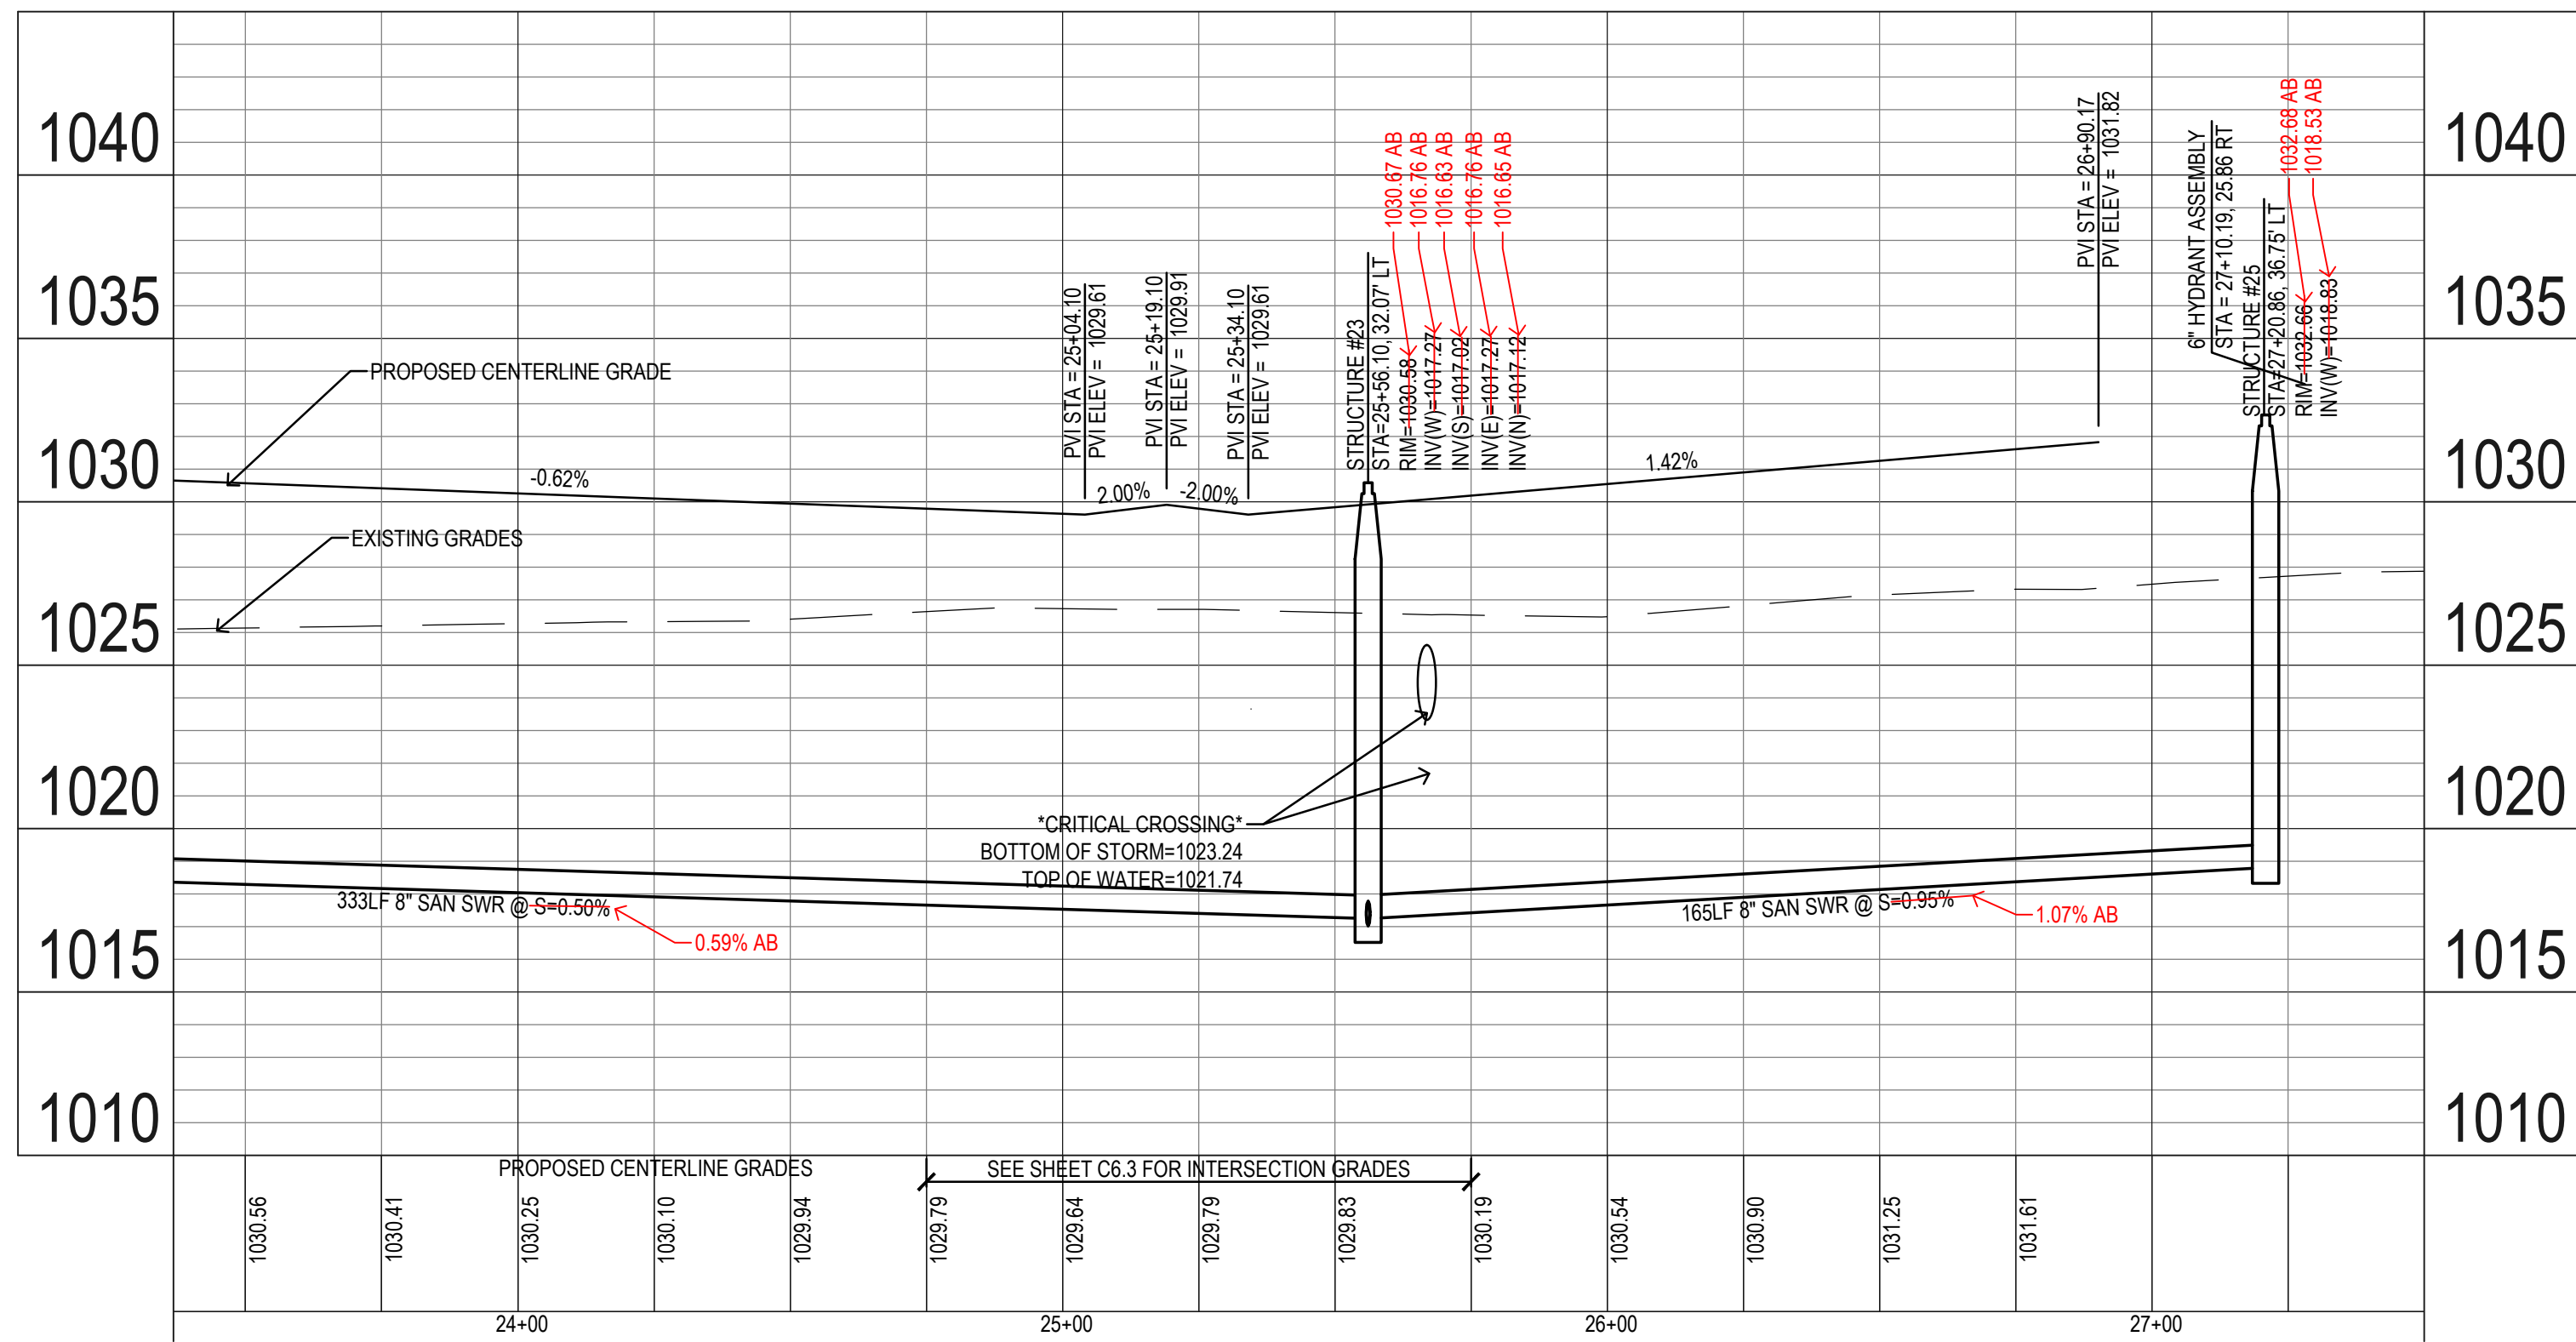 1040
1035
1030
1025
1020
1015
1010
1040
1035
1030
1025
1020
1015
1010
PROPOSED CENTERLINE GRADE
EXISTING GRADES
-0.62%
PVI STA = 25+04.10
PVI ELEV = 1029.61
2.00%
PVI STA = 25+19.10
PVI ELEV = 1029.91
-2.00%
PVI STA = 25+34.10
PVI ELEV = 1029.61
STRUCTURE #23
STA=25+56.10, 32.07' LT
RIM=1030.58
INV(W)=1017.27
INV(S)=1017.02
INV(E)=1017.27
INV(N)=1017.12
1030.67 AB
1016.76 AB
1016.63 AB
1016.76 AB
1016.65 AB
1.42%
PVI STA = 26+90.17
PVI ELEV = 1031.82
6" HYDRANT ASSEMBLY
STA = 27+10.19, 25.86 RT
STRUCTURE #25
STA=27+20.86, 36.75' LT
RIM=1032.66
INV(W)=1018.83
1032.68 AB
1018.53 AB
*CRITICAL CROSSING*
BOTTOM OF STORM=1023.24
TOP OF WATER=1021.74
333LF 8" SAN SWR @ S=0.50%
0.59% AB
165LF 8" SAN SWR @ S=0.95%
1.07% AB
PROPOSED CENTERLINE GRADES
SEE SHEET C6.3 FOR INTERSECTION GRADES
1030.56
1030.41
1030.25
1030.10
1029.94
1029.79
1029.64
1029.79
1029.83
1030.19
1030.54
1030.90
1031.25
1031.61
24+00
25+00
26+00
27+00